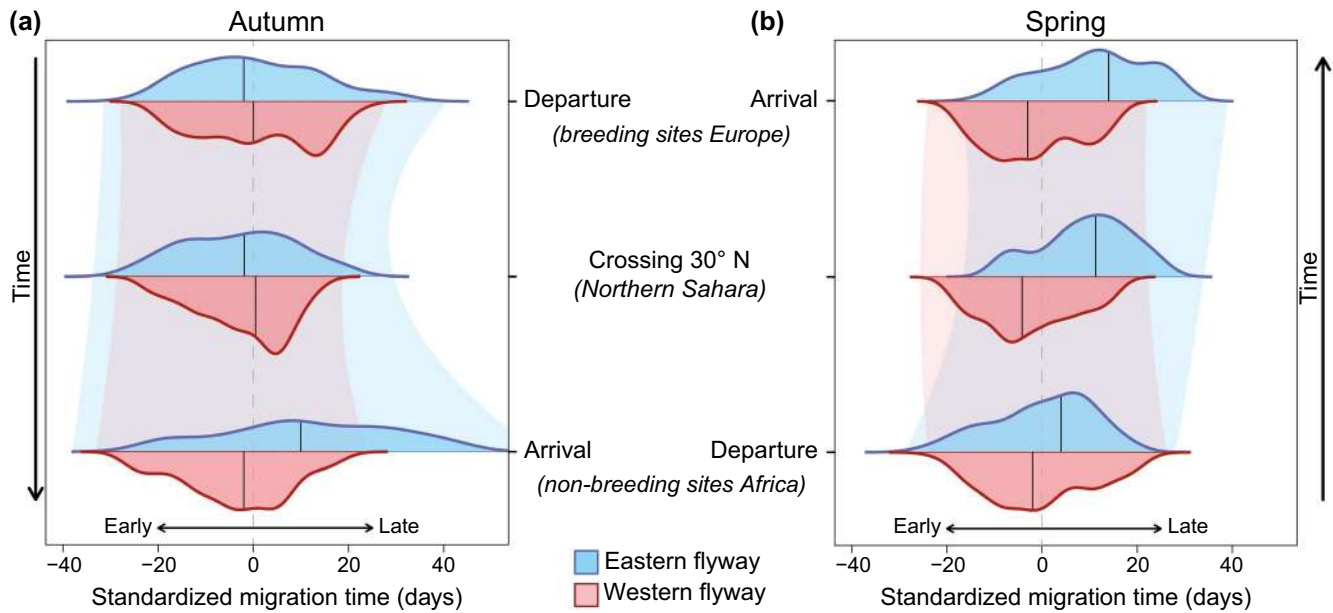 (a)
Autumn
(b)
Spring
Time
Departure
(breeding sites Europe)
Arrival
Crossing 30° N
(Northern Sahara)
Arrival
(non-breeding sites Africa)
Departure
Time
Early
Late
Early
Late
−40
−20
0
20
40
−40
−20
0
20
40
Eastern flyway
Western flyway
Standardized migration time (days)
Standardized migration time (days)